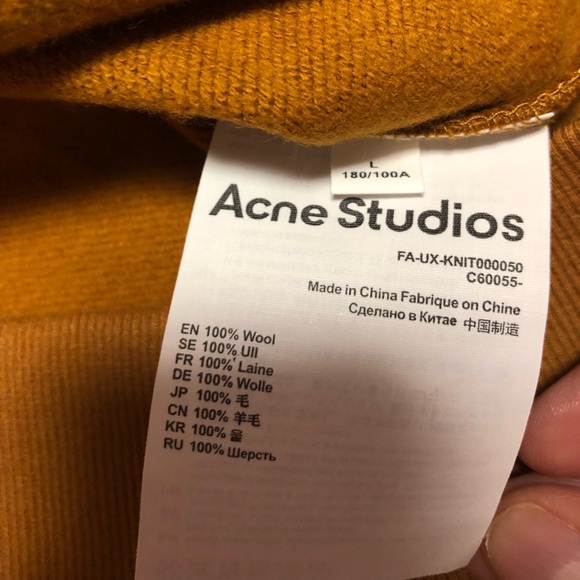 L
180/100A
Acne Studios
FA-UX-KNIT000050
C60055-
Made in China Fabrique on Chine
Сделано в Китае 中国制造
EN 100% Wool
SE 100% Ull
FR 100% Laine
DE 100% Wolle
JP 100% 毛
CN 100% 羊毛
KR 100% 울
RU 100% Шерсть